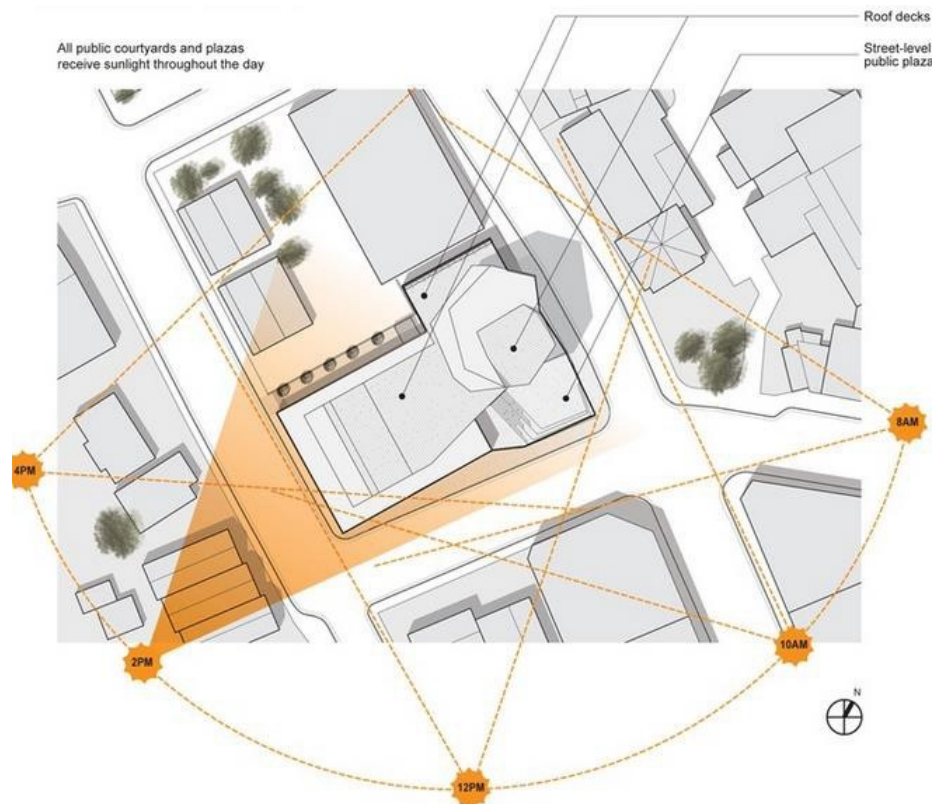 All public courtyards and plazas
receive sunlight throughout the day
Roof decks
Street-level
public plaza
4PM
8AM
2PM
10AM
12PM
N